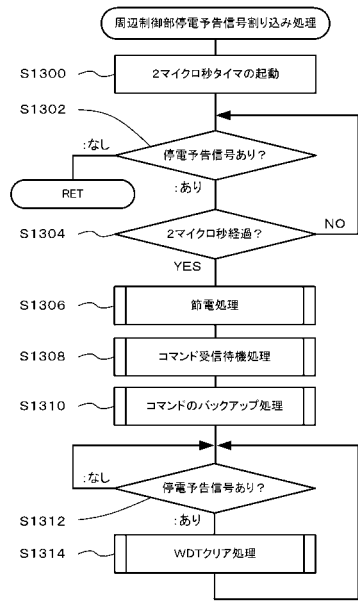 周辺制御部停電予告信号割り込み処理
S1300
2マイクロ秒タイマの起動
S1302
:なし
停電予告信号あり?
RET
:あり
S1304
2マイクロ秒経過?
NO
YES
S1306
節電処理
S1308
コマンド受信待機処理
S1310
コマンドのバックアップ処理
:なし
停電予告信号あり?
S1312
:あり
S1314
WDTクリア処理